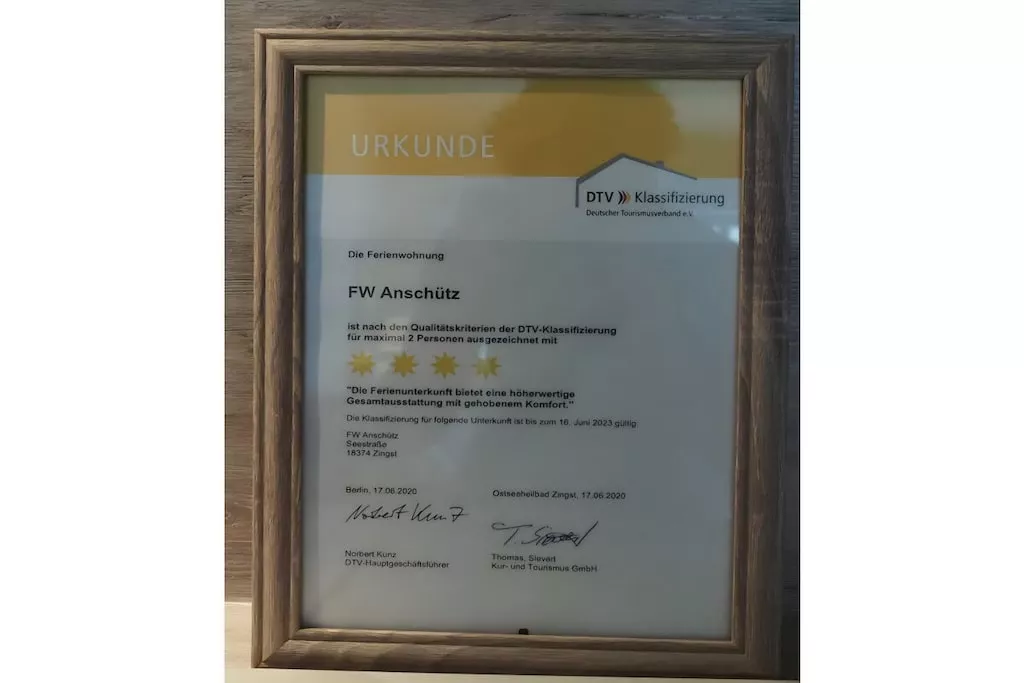 URKUNDE
DTV Klassifizierung
Deutscher Tourismusverband e.V.
Die Ferienwohnung
FW Anschütz
ist nach den Qualitätskriterien der DTV-Klassifizierung
für maximal 2 Personen ausgezeichnet mit
"Die Ferienunterkunft bietet eine höherwertige
Gesamtausstattung mit gehobenem Komfort."
Die Klassifizierung für folgende Unterkunft ist bis zum 16. Juni 2023 gültig
FW Anschütz
Seestraße
18374 Zingst
Berlin, 17.06.2020
Norbert Kunz
Norbert Kunz
DTV-Hauptgeschäftsführer
Ostseeheilbad Zingst, 17.06.2020
T. Sievert
Thomas, Sievert
Kur- und Tourismus GmbH